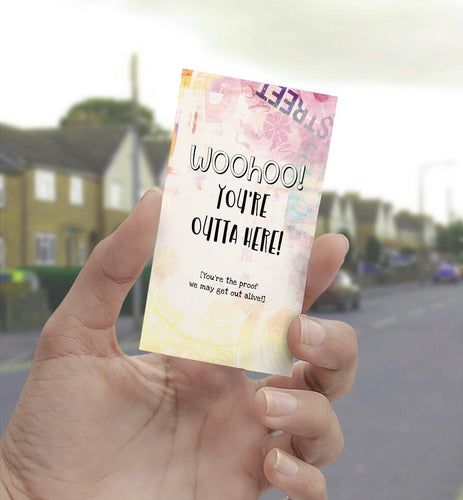 STREET
WOOHOO!
YOU'RE
OUTTA HERE!
[You're the proof
we may get out alive!]